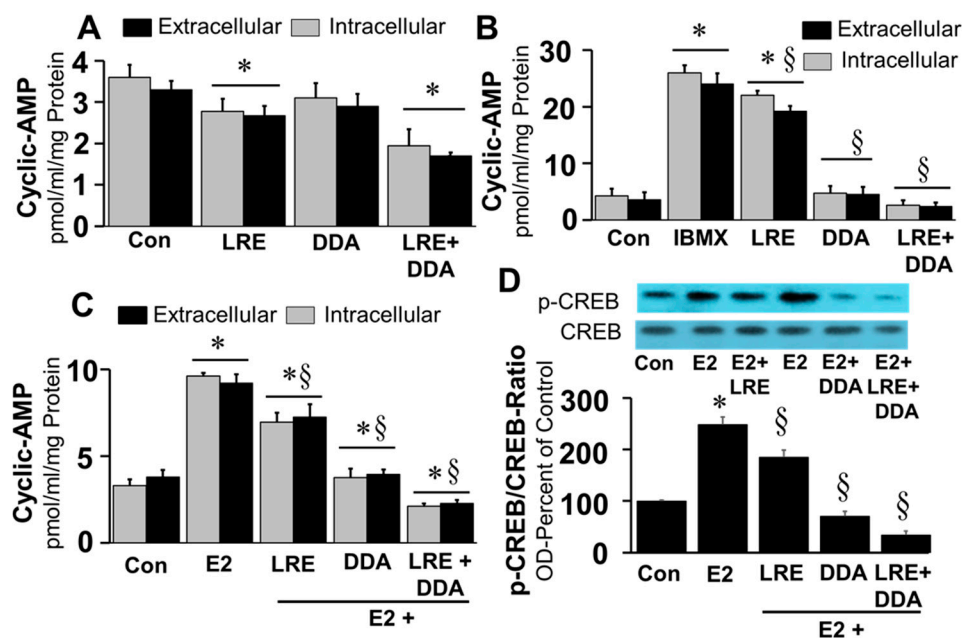 A
Extracellular
Intracellular
Cyclic-AMP
pmol/ml/mg Protein
4
3
2
1
0
*
*
Con
LRE
DDA
LRE+
DDA
B
Extracellular
Intracellular
Cyclic-AMP
pmol/ml/mg Protein
30
20
10
0
*
* §
§
§
Con
IBMX
LRE
DDA
LRE+
DDA
C
Extracellular
Intracellular
Cyclic-AMP
pmol/ml/mg Protein
10
5
0
*
* §
* §
* §
Con
E2
LRE
DDA
LRE +
DDA
E2 +
D
p-CREB
CREB
Con
E2
E2+
LRE
E2
E2+
DDA
E2+
LRE+
DDA
p-CREB/CREB-Ratio
OD-Percent of Control
300
200
100
00
*
§
§
§
Con
E2
LRE
DDA
LRE+
DDA
E2 +